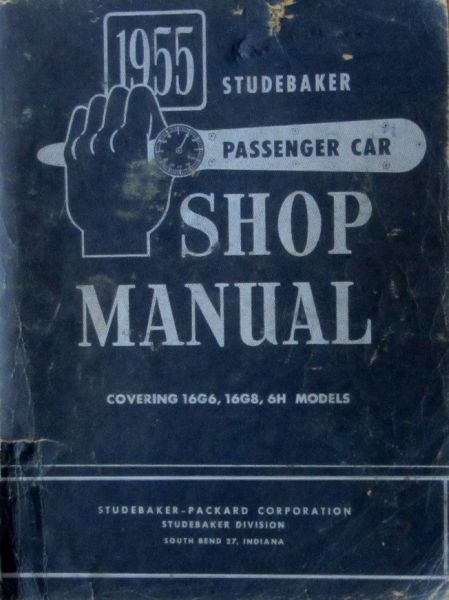 1955
STUDEBAKER
PASSENGER CAR
SHOP
MANUAL
COVERING 16G6, 16G8, 6H MODELS
STUDEBAKER-PACKARD CORPORATION
STUDEBAKER DIVISION
SOUTH BEND 27, INDIANA